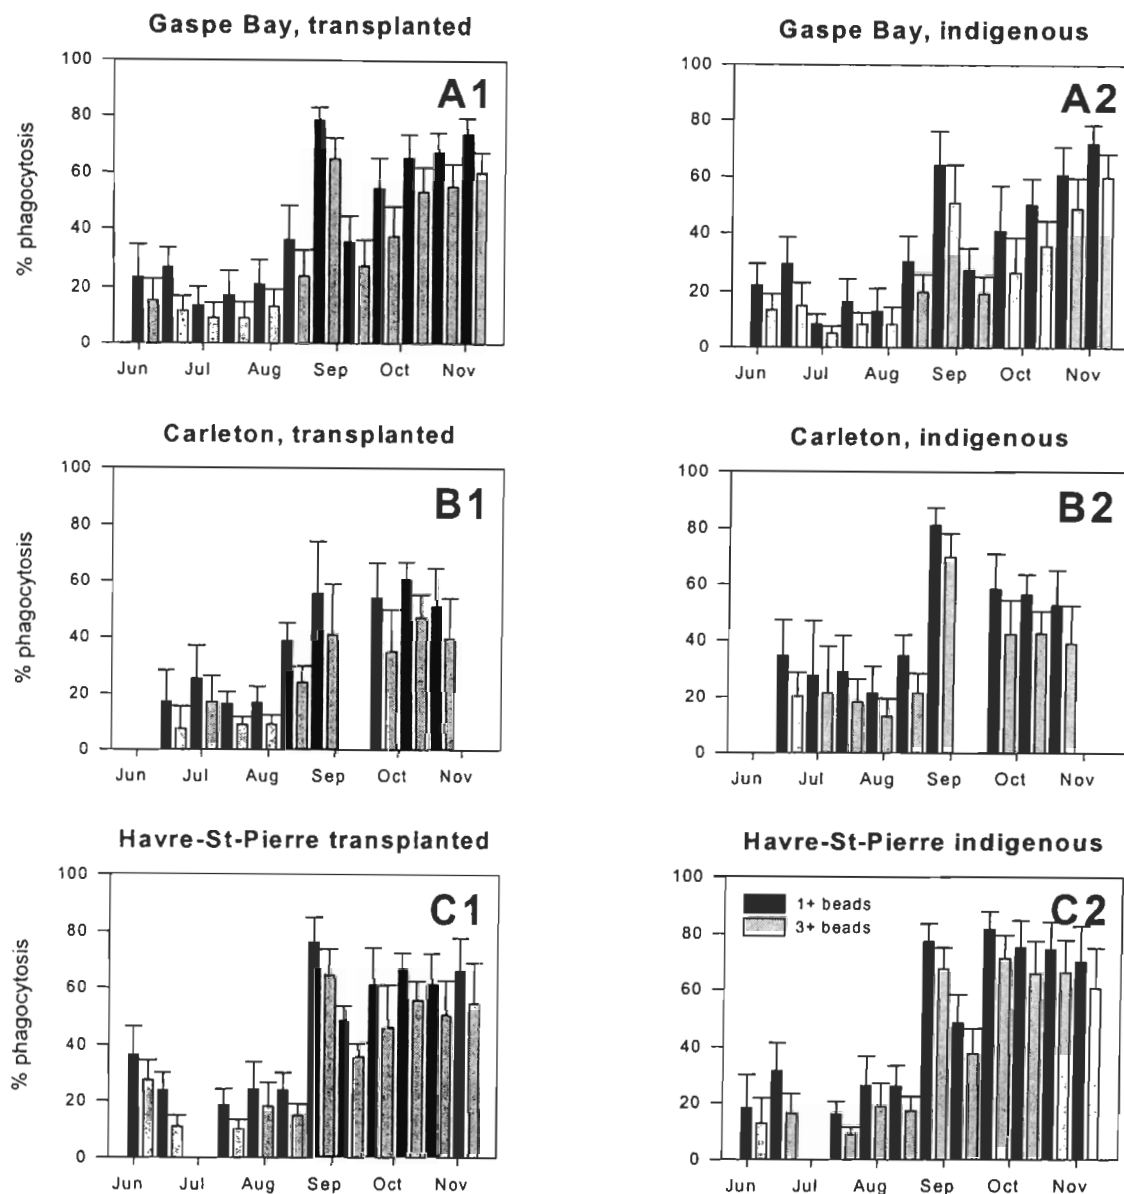 Gaspe Bay, transplanted
A1
% phagocytosis
100
80
60
40
20
0
Jun Jul Aug Sep Oct Nov
Gaspe Bay, indigenous
A2
100
80
60
40
20
0
Jun Jul Aug Sep Oct Nov
Carleton, transplanted
B1
% phagocytosis
100
80
60
40
20
0
Jun Jul Aug Sep Oct Nov
Carleton, indigenous
B2
100
80
60
40
20
0
Jun Jul Aug Sep Oct Nov
Havre-St-Pierre transplanted
C1
% phagocytosis
100
80
60
40
20
0
Jun Jul Aug Sep Oct Nov
Havre-St-Pierre indigenous
C2
1+ beads
3+ beads
100
80
60
40
20
0
Jun Jul Aug Sep Oct Nov